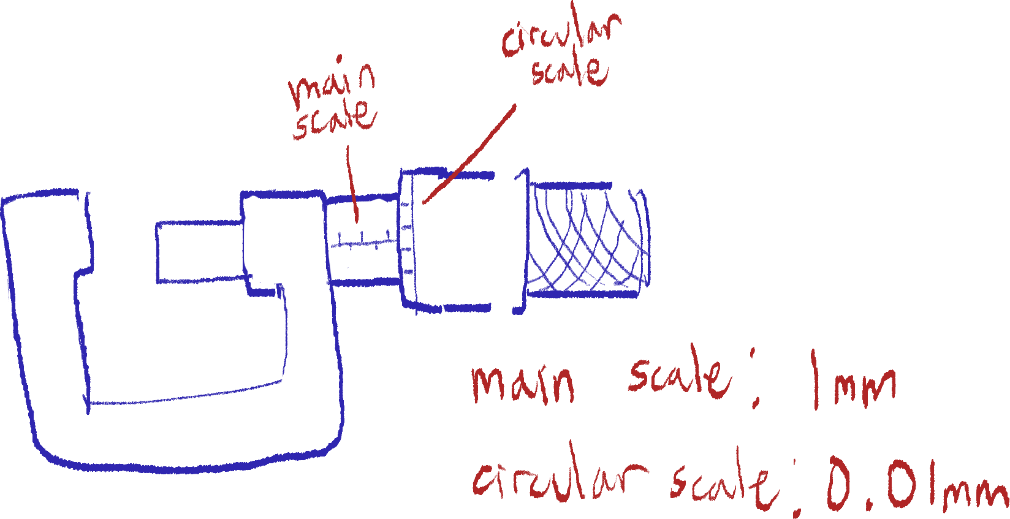 main
scale
circular
scale
main scale: 1mm
circular scale: 0.01mm